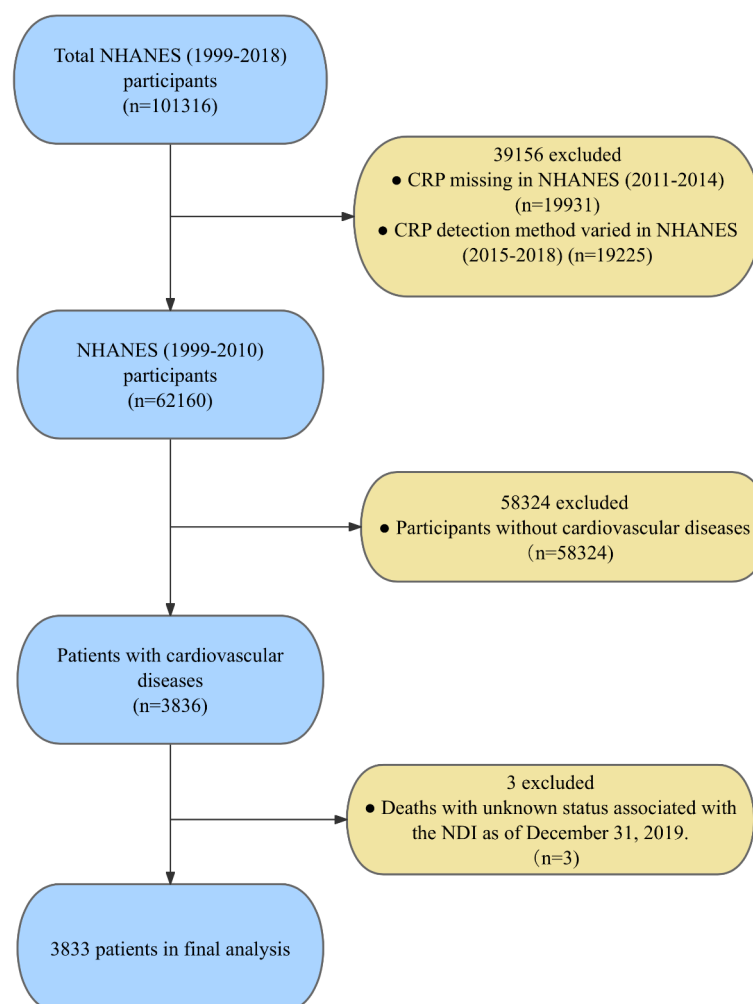 Total NHANES (1999-2018)
participants
(n=101316)
39156 excluded
● CRP missing in NHANES (2011-2014)
(n=19931)
● CRP detection method varied in NHANES
(2015-2018) (n=19225)
NHANES (1999-2010)
participants
(n=62160)
58324 excluded
● Participants without cardiovascular diseases
（n=58324)
Patients with cardiovascular
diseases
(n=3836)
3 excluded
● Deaths with unknown status associated with
the NDI as of December 31, 2019.
（n=3)
3833 patients in final analysis